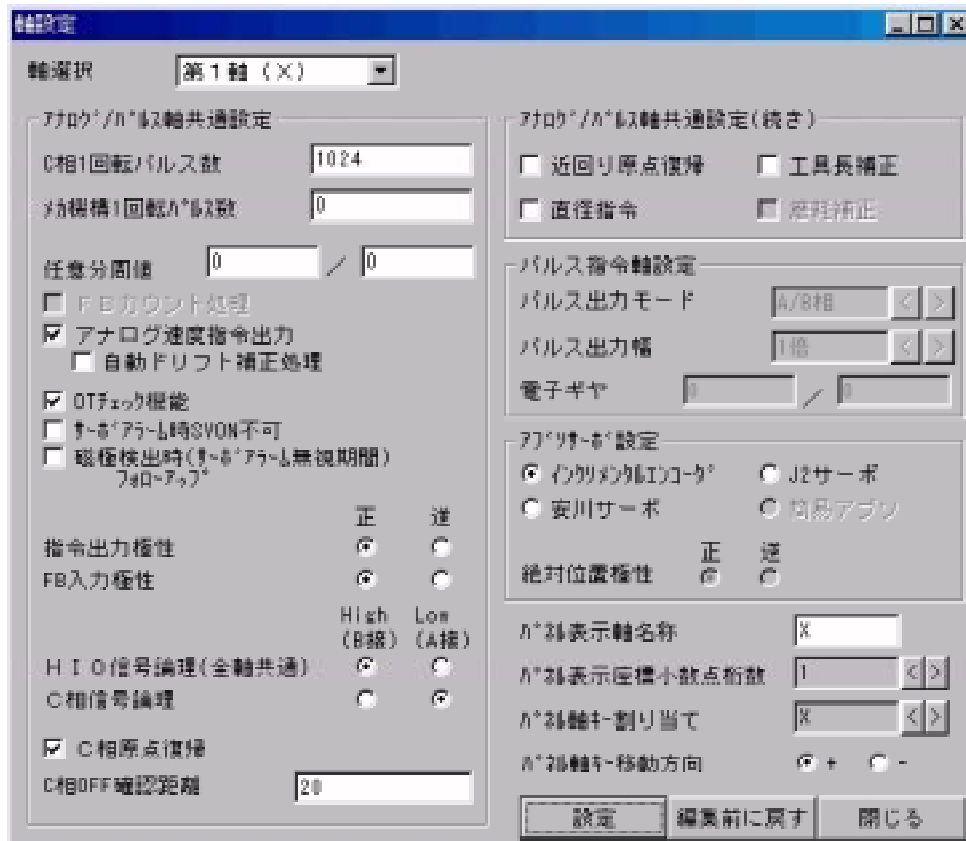 軸設定
軸選択 第1軸 (X)
アナログ/パルス軸共通設定
C相1回転パルス数 1024
メカ機構1回転パルス数 0
任意分周値 0 / 0
FBカウント処理
アナログ速度指令出力
自動ドリフト補正処理
OTチェック機能
サーボアラーム時SVON不可
磁極検出時(サーボアラーム無視期間)
フォローアップ
正 逆
指令出力極性
FB入力極性
High Low
(B接) (A接)
HIO信号論理(全軸共通)
C相信号論理
C相原点復帰
C相OFF確認距離 20
アナログ/パルス軸共通設定(続き)
近回り原点復帰 工具長補正
直径指令 磨耗補正
パルス指令軸設定
パルス出力モード A/B相 < >
パルス出力幅 1倍 < >
電子ギヤ 0 / 0
アブソサーボ設定
インクリメンタルエンコーダ J2サーボ
安川サーボ 簡易アブソ
正 逆
絶対位置極性
パネル表示軸名称 X
パネル表示座標小数点桁数 1 < >
パネル軸キー割り当て X < >
パネル軸キー移動方向 + -
設定 編集前に戻す 閉じる